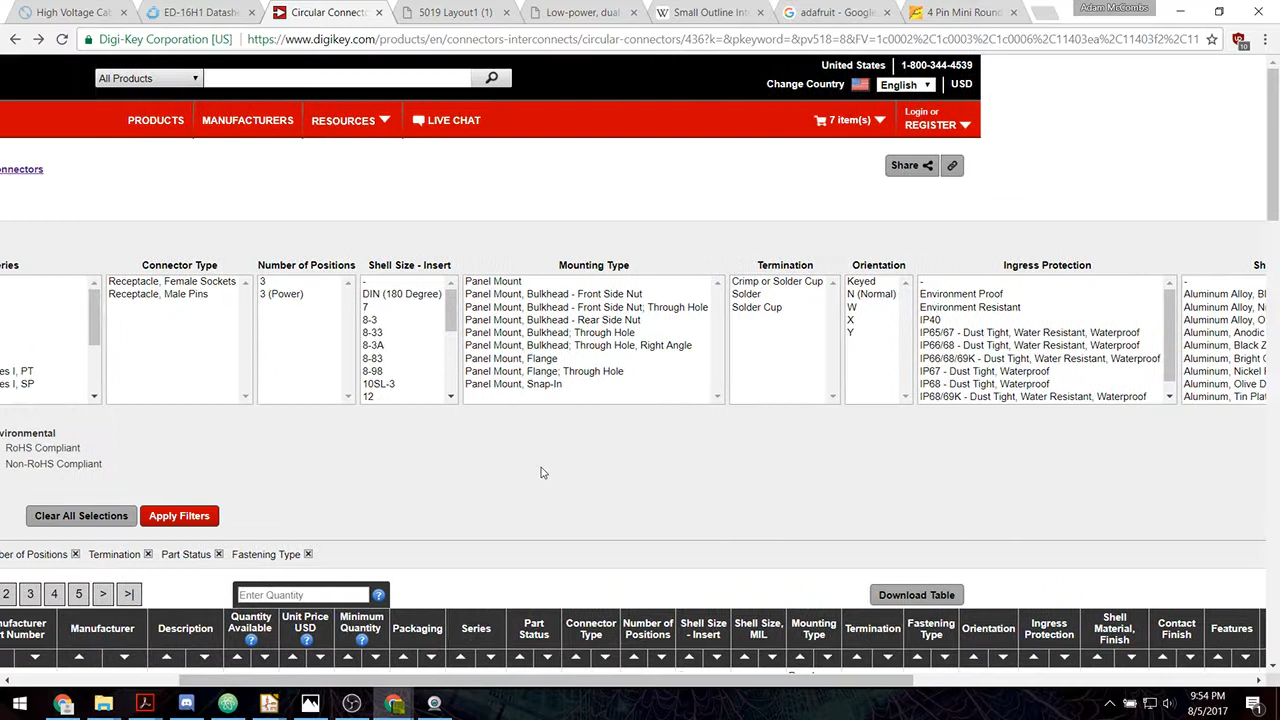 Adam McCombs
High Voltage Cab
ED-16H1 Datash
Circular Connect
5019 Layout1 (1)
Low-power, dual
Small Outline Int
adafruit - Google
4 Pin Mini Brand
Digi-Key Corporation [US]
https://www.digikey.com/products/en/connectors-interconnects/circular-connectors/436?k=&pkeyword=&pv518=8&FV=1c0002%2C1c0003%2C1c0006%2C11403ea%2C11403f2%2C11
10
United States
1-800-344-4539
All Products
Change Country
English
USD
PRODUCTS
MANUFACTURERS
RESOURCES
LIVE CHAT
7 item(s)
Login or
REGISTER
onnectors
Share
eries
Connector Type
Number of Positions
Shell Size - Insert
Mounting Type
Termination
Orientation
Ingress Protection
Sh
es I, PT
es I, SP
Receptacle, Female Sockets
Receptacle, Male Pins
3
3 (Power)
-
DIN (180 Degree)
7
8-3
8-33
8-3A
8-83
8-98
10SL-3
12
Panel Mount
Panel Mount, Bulkhead - Front Side Nut
Panel Mount, Bulkhead - Front Side Nut, Through Hole
Panel Mount, Bulkhead - Rear Side Nut
Panel Mount, Bulkhead; Through Hole
Panel Mount, Bulkhead; Through Hole, Right Angle
Panel Mount, Flange
Panel Mount, Flange; Through Hole
Panel Mount, Snap-In
Crimp or Solder Cup
Solder
Solder Cup
Keyed
N (Normal)
W
X
Y
-
Environment Proof
Environment Resistant
IP40
IP65/67 - Dust Tight, Water Resistant, Waterproof
IP66/68 - Dust Tight, Water Resistant, Waterproof
IP66/68/69K - Dust Tight, Water Resistant, Waterproof
IP67 - Dust Tight, Waterproof
IP68 - Dust Tight, Waterproof
IP68/69K - Dust Tight, Water Resistant, Waterproof
-
Aluminum Alloy, Bl
Aluminum Alloy, Ni
Aluminum Alloy, O
Aluminum, Anodic
Aluminum, Black Z
Aluminum, Bright C
Aluminum, Nickel F
Aluminum, Olive D
Aluminum, Tin Plat
vironmental
RoHS Compliant
Non-RoHS Compliant
Clear All Selections
Apply Filters
ber of Positions
Termination
Part Status
Fastening Type
2
3
4
5
>
>|
Enter Quantity
?
Download Table
nufacturer
rt Number
Manufacturer
Description
Quantity
Available
?
Unit Price
USD
?
Minimum
Quantity
?
Packaging
Series
Part
Status
Connector
Type
Number of
Positions
Shell Size
- Insert
Shell Size,
MIL
Mounting
Type
Termination
Fastening
Type
Orientation
Ingress
Protection
Shell
Material,
Finish
Contact
Finish
Features
9:54 PM
8/5/2017
1